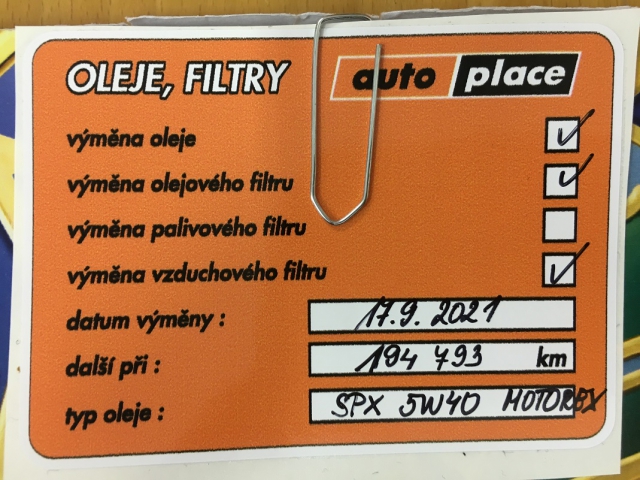 OLEJE, FILTRY auto place
výměna oleje
výměna olejového filtru
výměna palivového filtru
výměna vzduchového filtru
datum výměny : 17.9. 2021
další při : 194 793 km
typ oleje : SPX 5W40 MOTOREX